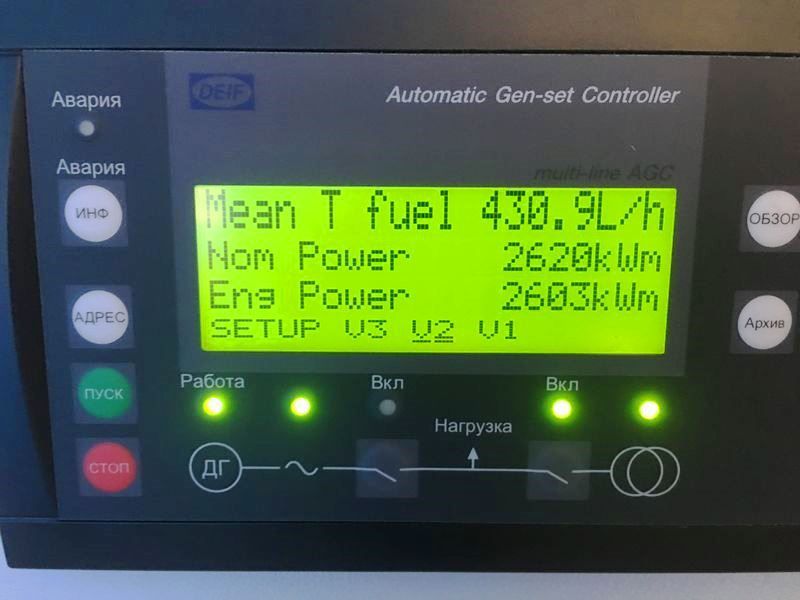 DEIF
Automatic Gen-set Controller
multi-line AGC
Авария
Авария
ИНФ
АДРЕС
ПУСК
СТОП
Mean T fuel 430.9L/h
Nom Power 2620kWm
Eng Power 2603kWm
SETUP V3 V2 V1
ОБЗОР
Архив
Работа
Вкл
Вкл
Нагрузка
ДГ